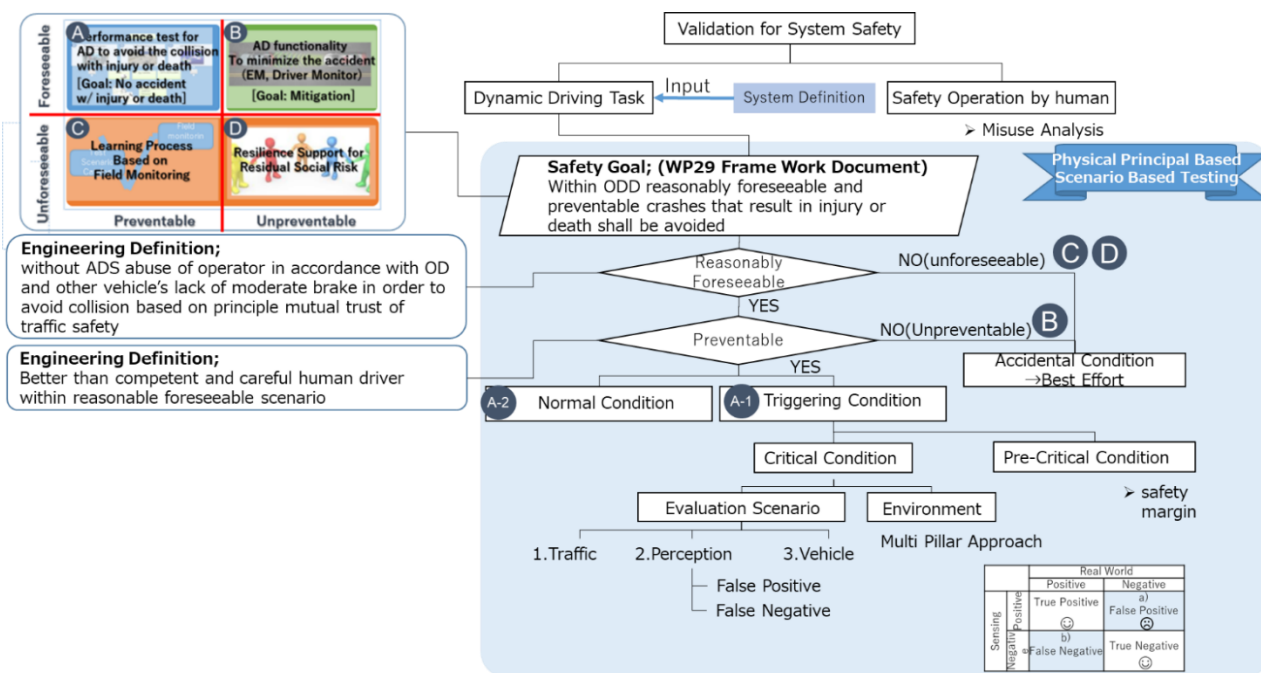 Foreseeable
Unforeseeable
A
Performance test for
AD to avoid the collision
with injury or death
[Goal: No accident
w/ injury or death]
B
AD functionality
To minimize the accident
(EM, Driver Monitor)
[Goal: Mitigation]
C
Learning Process
Based on
Field Monitoring
D
Resilience Support for
Residual Social Risk
Preventable
Unpreventable
Engineering Definition;
without ADS abuse of operator in accordance with OD
and other vehicle's lack of moderate brake in order to
avoid collision based on principle mutual trust of
traffic safety
Engineering Definition;
Better than competent and careful human driver
within reasonable foreseeable scenario
Validation for System Safety
Dynamic Driving Task
Input
System Definition
Safety Operation by human
➢ Misuse Analysis
Physical Principal Based
Scenario Based Testing
Safety Goal; (WP29 Frame Work Document)
Within ODD reasonably foreseeable and
preventable crashes that result in injury or
death shall be avoided
Reasonably
Foreseeable
NO(unforeseeable)
C
D
YES
Preventable
NO(Unpreventable)
B
YES
Accidental Condition
→Best Effort
A-2
Normal Condition
A-1
Triggering Condition
Critical Condition
Pre-Critical Condition
➢ safety
margin
Evaluation Scenario
Environment
Multi Pillar Approach
1.Traffic
2.Perception
3.Vehicle
False Positive
False Negative
Real World
Positive
Negative
Sensing
Positive
True Positive
☺
a)
False Positive
☹
Negativ
e
b)
False Negative
True Negative
☺